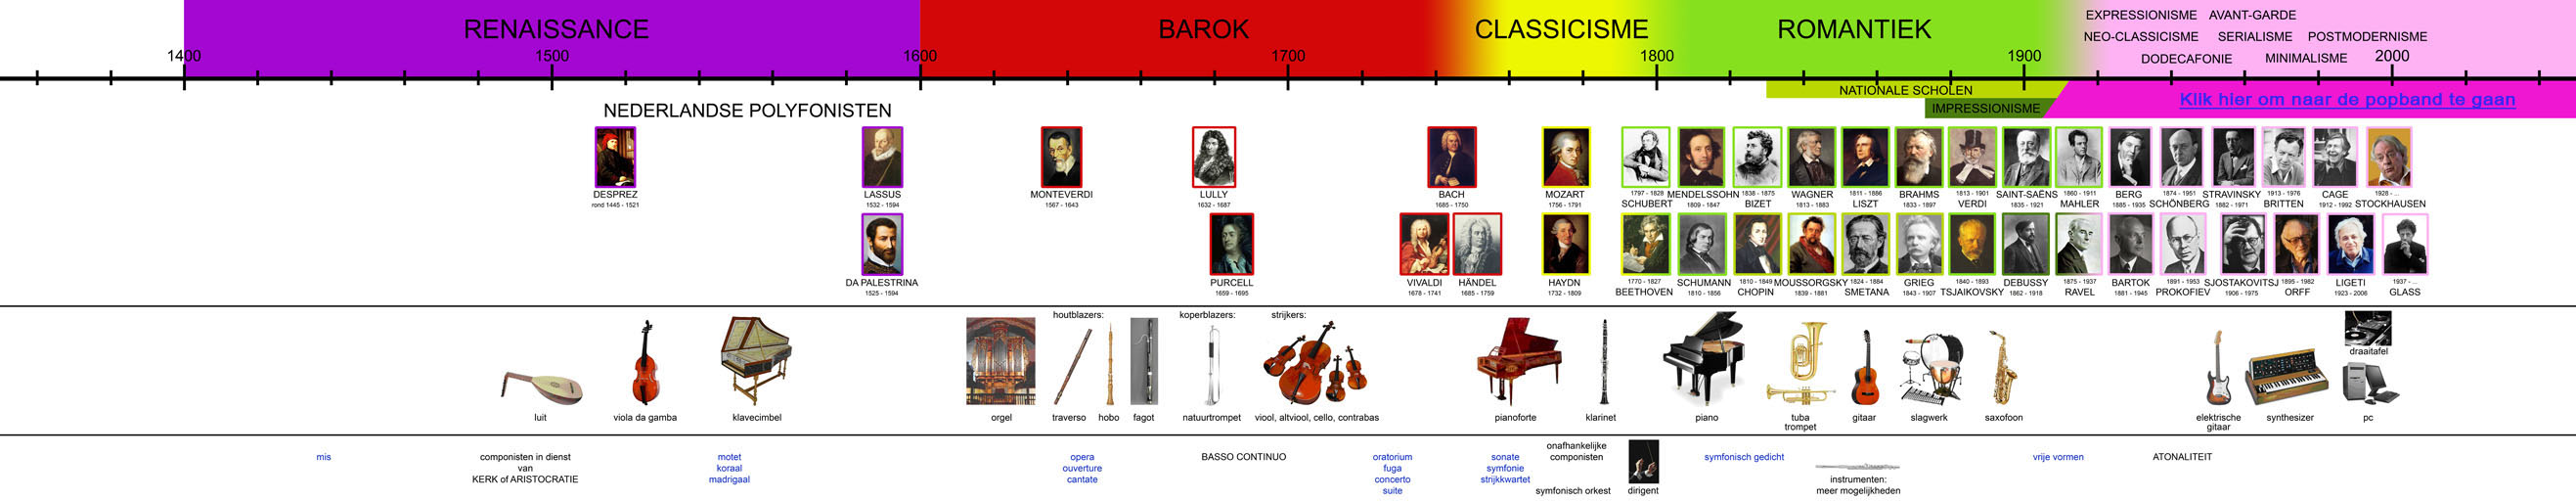 RENAISSANCE
BAROK
CLASSICISME
ROMANTIEK
EXPRESSIONISME AVANT-GARDE
NEO-CLASSICISME SERIALISME POSTMODERNISME
DODECAFONIE MINIMALISME
1400 1500 1600 1700 1800 1900 2000
NATIONALE SCHOLEN
IMPRESSIONISME
Klik hier om naar de popband te gaan
NEDERLANDSE POLYFONISTEN
DESPREZ
rond 1445 - 1521
LASSUS
1532 - 1594
MONTEVERDI
1567 - 1643
LULLY
1632 - 1687
BACH
1685 - 1750
MOZART
1756 - 1791
1797 - 1828
SCHUBERT
MENDELSSOHN
1809 - 1847
1838 - 1875
BIZET
WAGNER
1813 - 1883
1811 - 1886
LISZT
BRAHMS
1833 - 1897
1813 - 1901
VERDI
SAINT-SAËNS
1835 - 1921
1860 - 1911
MAHLER
BERG
1885 - 1935
1874 - 1951
SCHÖNBERG
STRAVINSKY
1882 - 1971
1913 - 1976
BRITTEN
CAGE
1912 - 1992
1928 - ...
STOCKHAUSEN
DA PALESTRINA
1525 - 1594
PURCELL
1659 - 1695
VIVALDI
1678 - 1741
HÄNDEL
1685 - 1759
HAYDN
1732 - 1809
1770 - 1827
BEETHOVEN
SCHUMANN
1810 - 1856
1810 - 1849
CHOPIN
MOUSSORGSKY
1839 - 1881
1824 - 1884
SMETANA
GRIEG
1843 - 1907
1840 - 1893
TSJAIKOVSKY
DEBUSSY
1862 - 1918
1875 - 1937
RAVEL
BARTOK
1881 - 1945
1891 - 1953
PROKOFIEV
SJOSTAKOVITSJ
1906 - 1975
1895 - 1982
ORFF
LIGETI
1923 - 2006
1937 - ...
GLASS
houtblazers:
koperblazers:
strijkers:
luit
viola da gamba
klavecimbel
orgel
traverso
hobo
fagot
natuurtrompet
viool, altviool, cello, contrabas
pianoforte
klarinet
piano
tuba
trompet
gitaar
slagwerk
saxofoon
elektrische
gitaar
synthesizer
draaitafel
pc
mis
componisten in dienst
van
KERK of ARISTOCRATIE
motet
koraal
madrigaal
opera
ouverture
cantate
BASSO CONTINUO
oratorium
fuga
concerto
suite
sonate
symfonie
strijkkwartet
onafhankelijke
componisten
symfonisch orkest
dirigent
symfonisch gedicht
instrumenten:
meer mogelijkheden
vrije vormen
ATONALITEIT